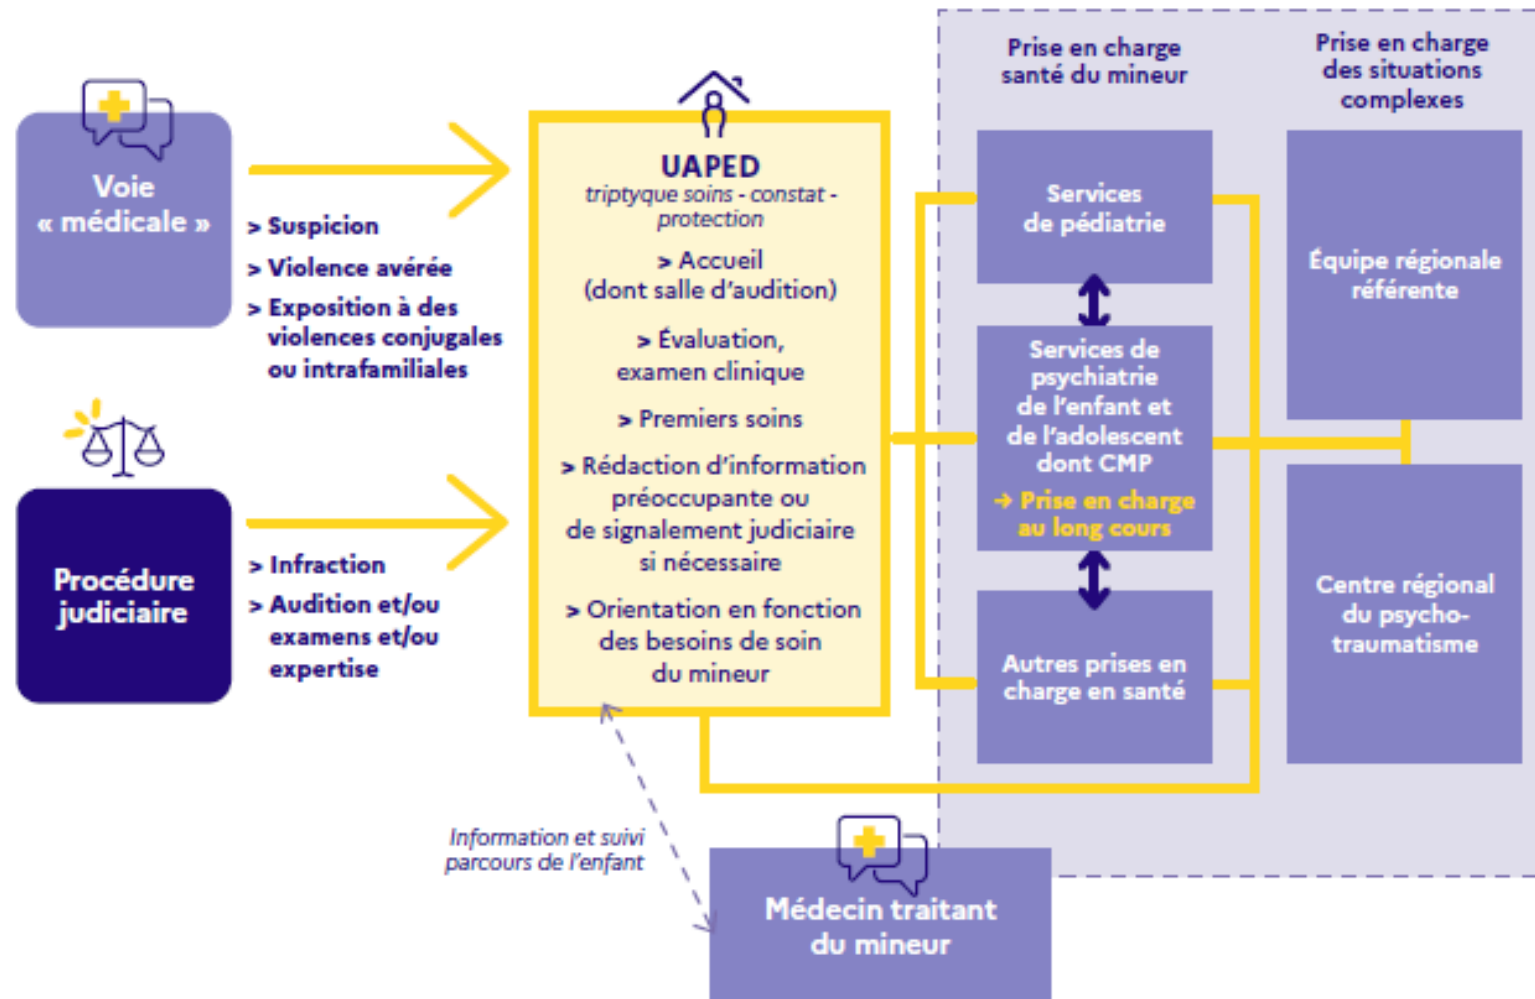 Voie
« médicale »
> Suspicion
> Violence avérée
> Exposition à des
violences conjugales
ou intrafamiliales
Procédure
judiciaire
> Infraction
> Audition et/ou
examens et/ou
expertise
UAPED
triptyque soins - constat -
protection
> Accueil
(dont salle d'audition)
> Évaluation,
examen clinique
> Premiers soins
> Rédaction d'information
préoccupante ou
de signalement judiciaire
si nécessaire
> Orientation en fonction
des besoins de soin
du mineur
Prise en charge
santé du mineur
Services
de pédiatrie
Services de
psychiatrie
de l'enfant et
de l'adolescent
dont CMP
→ Prise en charge
au long cours
Autres prises en
charge en santé
Prise en charge
des situations
complexes
Équipe régionale
référente
Centre régional
du psycho-
traumatisme
Information et suivi
parcours de l'enfant
Médecin traitant
du mineur